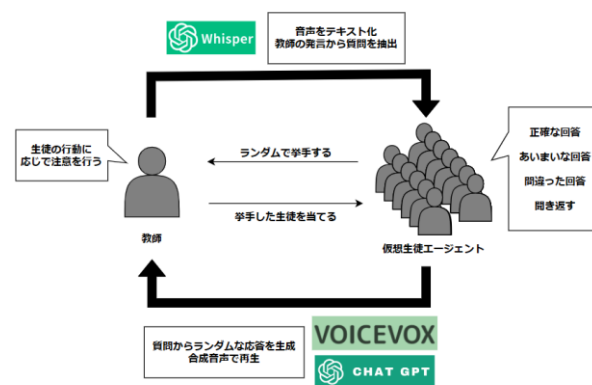 Whisper
音声をテキスト化
教師の発言から質問を抽出
生徒の行動に
応じで注意を行う
ランダムで挙手する
挙手した生徒を当てる
正確な回答
あいまいな回答
間違った回答
聞き返す
教師
仮想生徒エージェント
質問からランダムな応答を生成
合成音声で再生
VOICEVOX
CHAT GPT